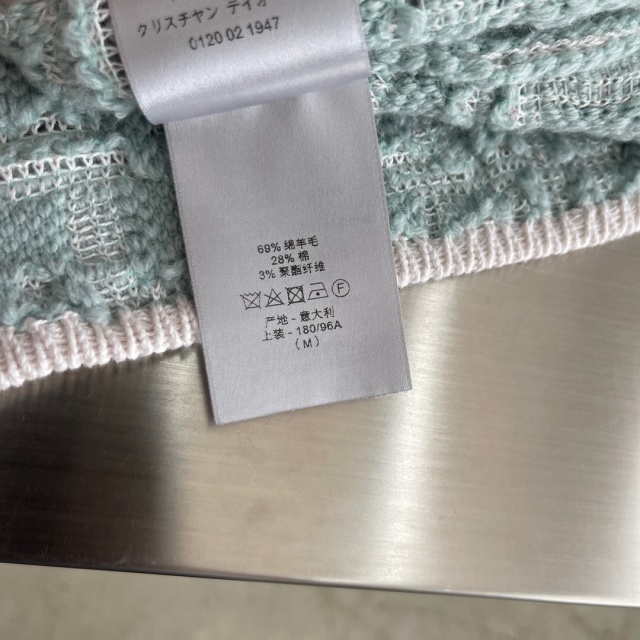 クリスチャン ディオ
0120 02 1947
69% 绵羊毛
28% 棉
3% 聚酯纤维
F
产地 - 意大利
上装 - 180/96A
(M)